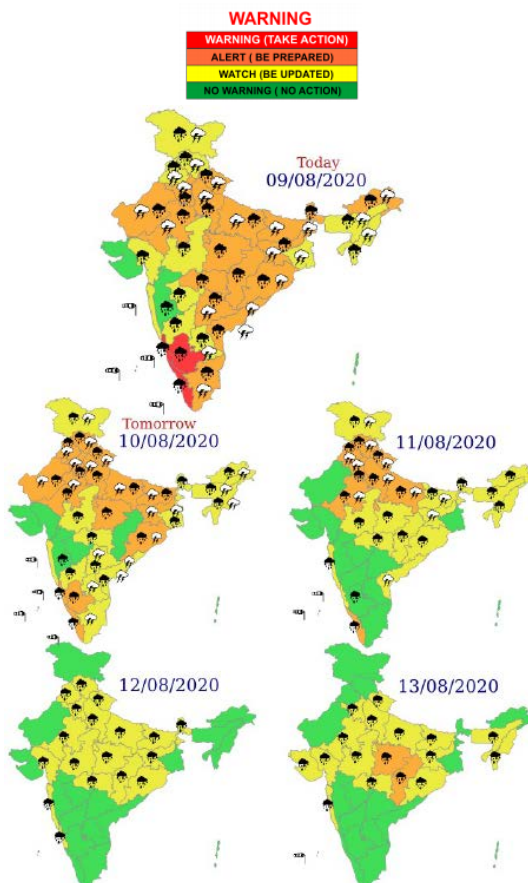 WARNING
WARNING (TAKE ACTION)
ALERT ( BE PREPARED)
WATCH (BE UPDATED)
NO WARNING ( NO ACTION)
Today
09/08/2020
Tomorrow
10/08/2020
11/08/2020
12/08/2020
13/08/2020